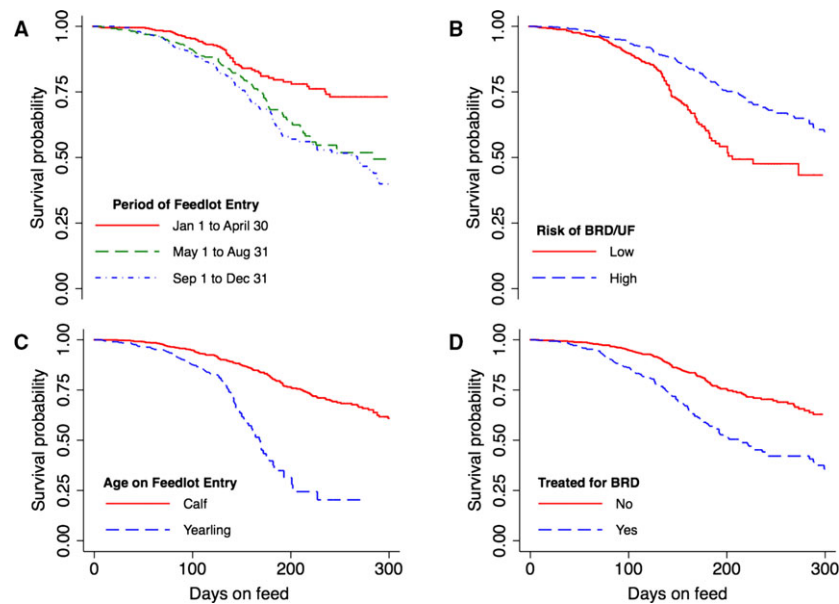 A
Survival probability
1.00
0.75
0.50
0.25
0.00
Period of Feedlot Entry
Jan 1 to April 30
May 1 to Aug 31
Sep 1 to Dec 31
B
Survival probability
1.00
0.75
0.50
0.25
0.00
Risk of BRD/UF
Low
High
C
Survival probability
1.00
0.75
0.50
0.25
0.00
Age on Feedlot Entry
Calf
Yearling
0 100 200 300
Days on feed
D
Survival probability
1.00
0.75
0.50
0.25
0.00
Treated for BRD
No
Yes
0 100 200 300
Days on feed